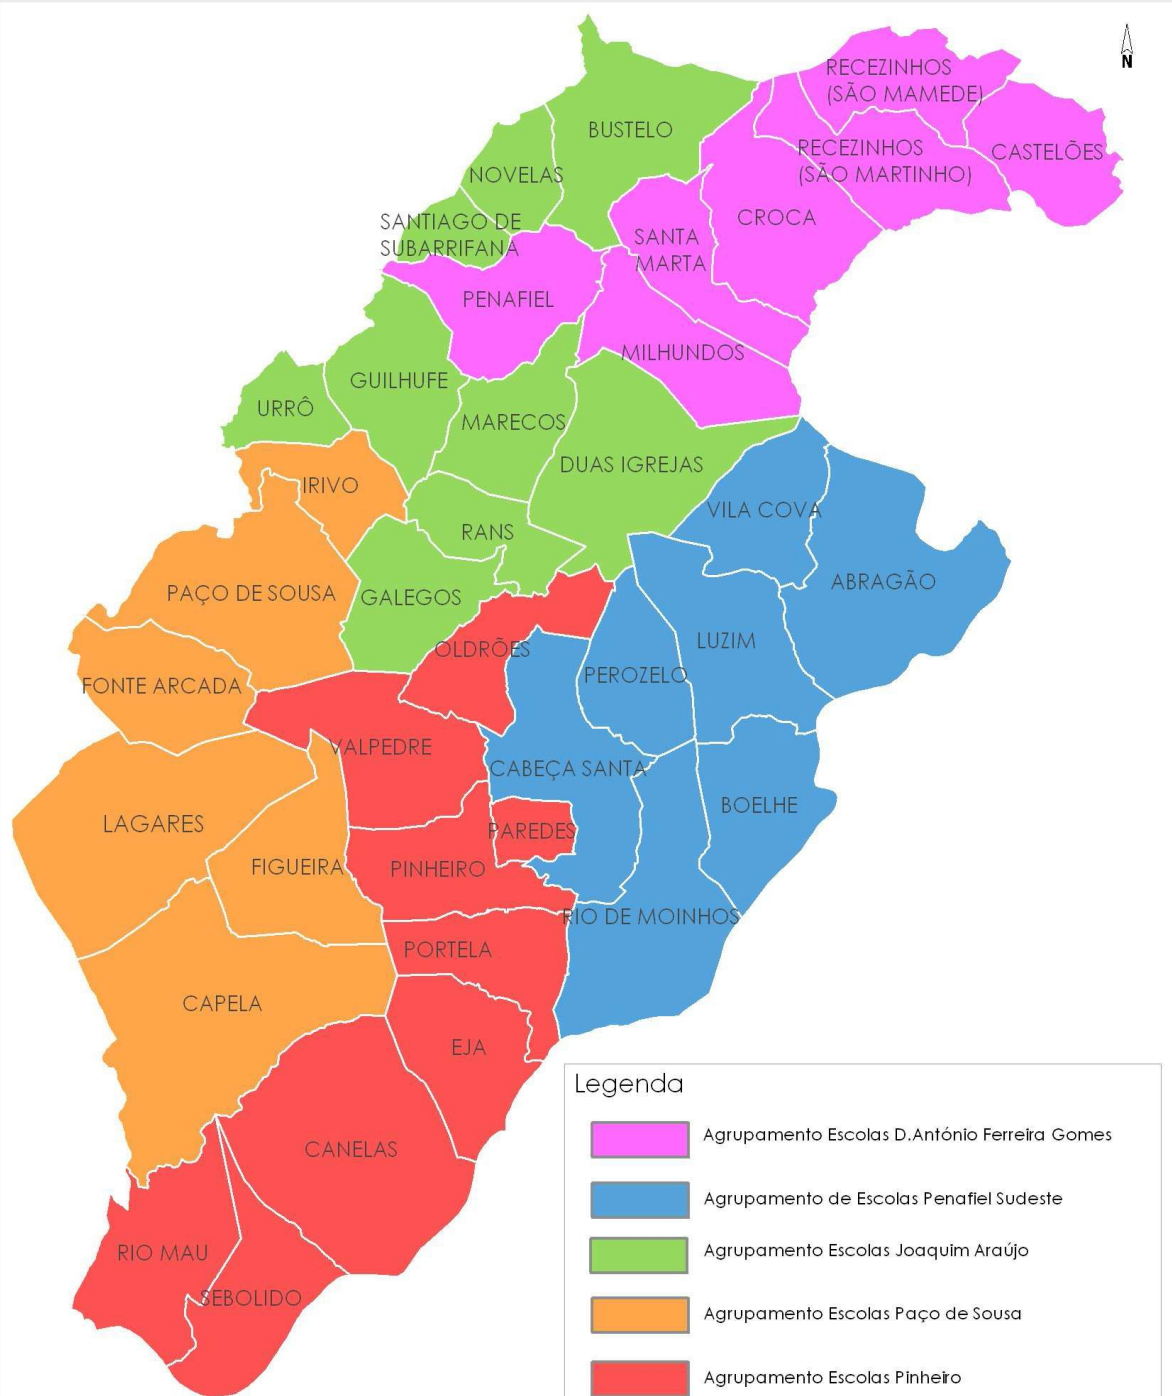 N
RECEZINHOS
(SÃO MAMEDE)
BUSTELO
RECEZINHOS
(SÃO MARTINHO)
CASTELÕES
NOVELAS
CROCA
SANTIAGO DE
SUBARRIFANA
SANTA
MARTA
PENAFIEL
MILHUNDOS
GUILHUFE
URRÔ
MARECOS
DUAS IGREJAS
IRIVO
VILA COVA
RANS
ABRAGÃO
PAÇO DE SOUSA
GALEGOS
LUZIM
OLDRÕES
PEROZELO
FONTE ARCADA
VALPEDRE
CABEÇA SANTA
BOELHE
LAGARES
PAREDES
FIGUEIRA
PINHEIRO
RIO DE MOINHOS
PORTELA
CAPELA
EJA
CANELAS
RIO MAU
SEBOLIDO
Legenda
Agrupamento Escolas D.António Ferreira Gomes
Agrupamento de Escolas Penafiel Sudeste
Agrupamento Escolas Joaquim Araújo
Agrupamento Escolas Paço de Sousa
Agrupamento Escolas Pinheiro